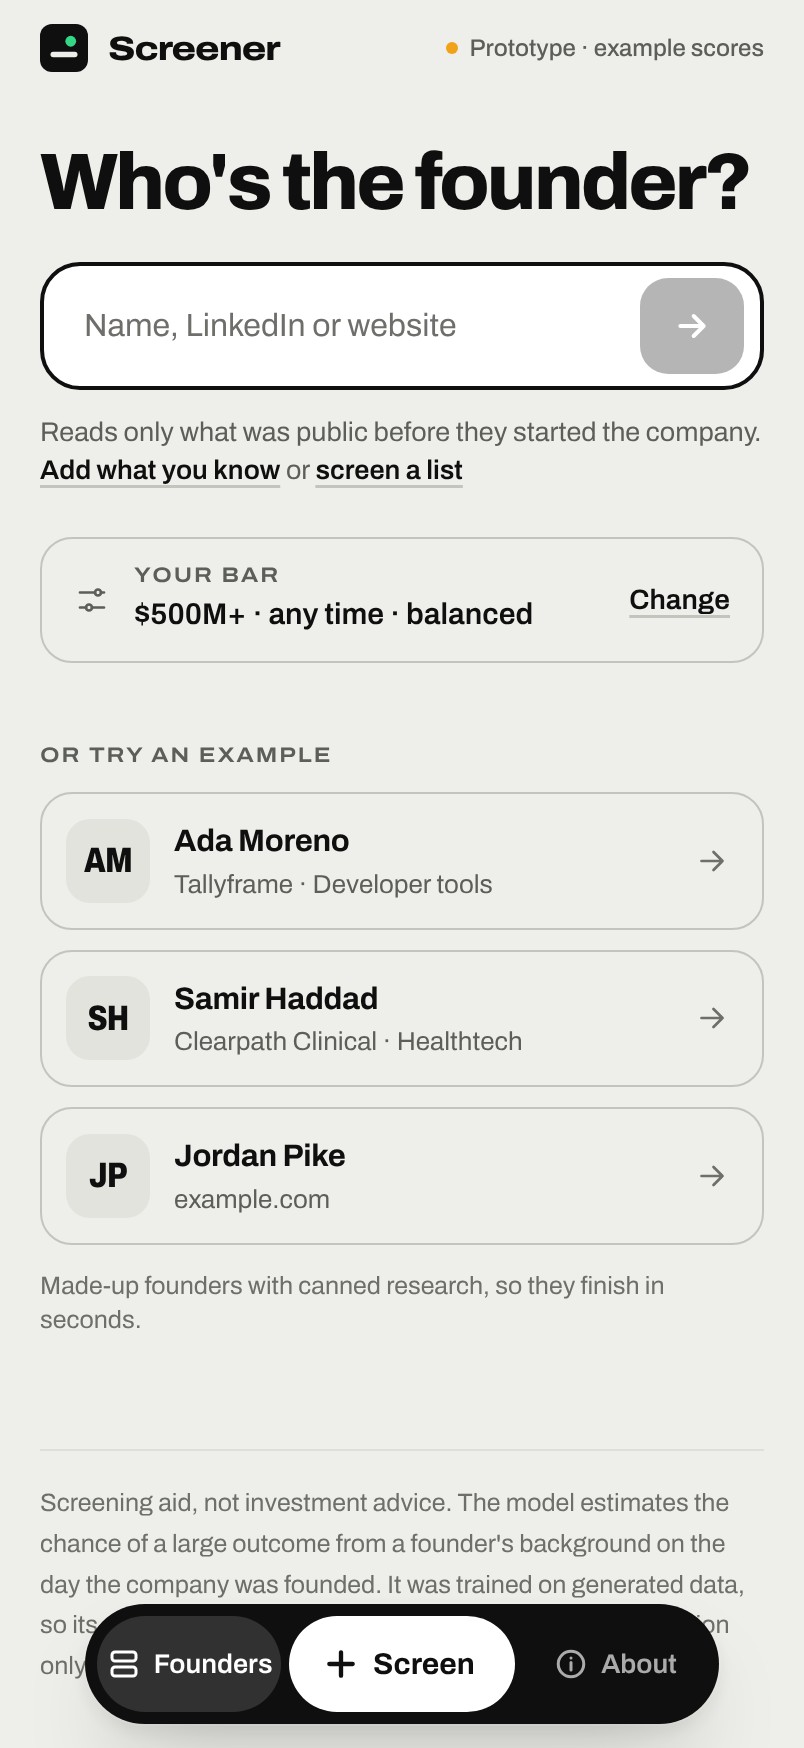 Screener
Prototype · example scores
Who's the founder?
Name, LinkedIn or website
Reads only what was public before they started the company.
Add what you know or screen a list
YOUR BAR
$500M+ · any time · balanced
Change
OR TRY AN EXAMPLE
AM
Ada Moreno
Tallyframe · Developer tools
SH
Samir Haddad
Clearpath Clinical · Healthtech
JP
Jordan Pike
example.com
Made-up founders with canned research, so they finish in
seconds.
Screening aid, not investment advice. The model estimates the
chance of a large outcome from a founder's background on the
day the company was founded. It was trained on generated data,
so its
only
Founders
Screen
About